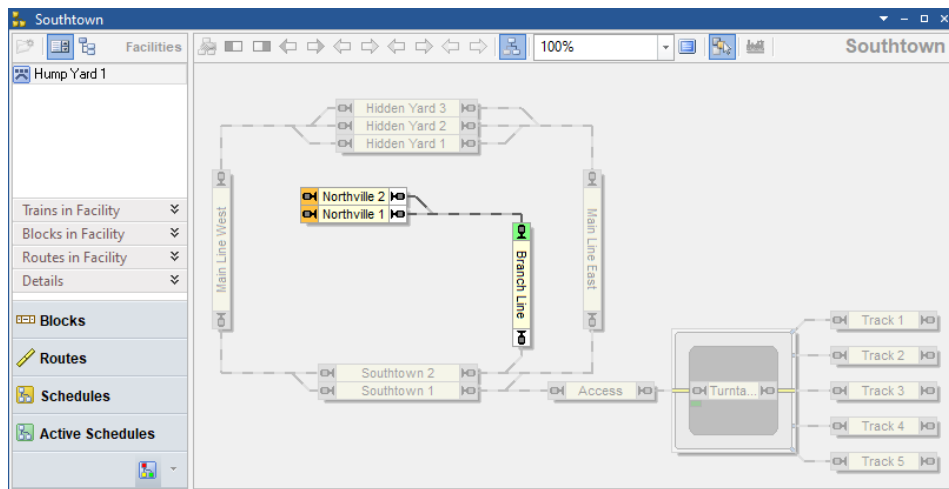 Southtown
Facilities
100%
Southtown
Hump Yard 1
Trains in Facility
Blocks in Facility
Routes in Facility
Details
Blocks
Routes
Schedules
Active Schedules
Hidden Yard 3
Hidden Yard 2
Hidden Yard 1
Northville 2
Northville 1
Main Line West
Branch Line
Main Line East
Southtown 2
Southtown 1
Access
Turnta...
Track 1
Track 2
Track 3
Track 4
Track 5